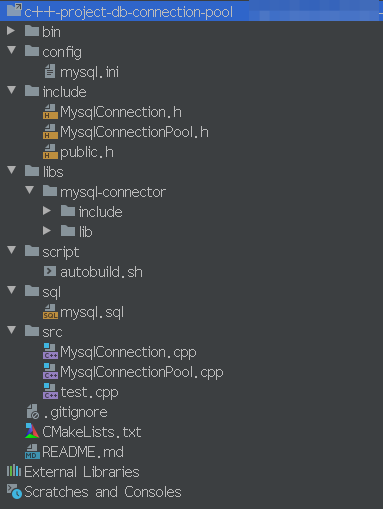 c++-project-db-connection-pool
bin
config
mysql.ini
include
MysqlConnection.h
MysqlConnectionPool.h
public.h
libs
mysql-connector
include
lib
script
autobuild.sh
sql
mysql.sql
src
MysqlConnection.cpp
MysqlConnectionPool.cpp
test.cpp
.gitignore
CMakeLists.txt
README.md
External Libraries
Scratches and Consoles